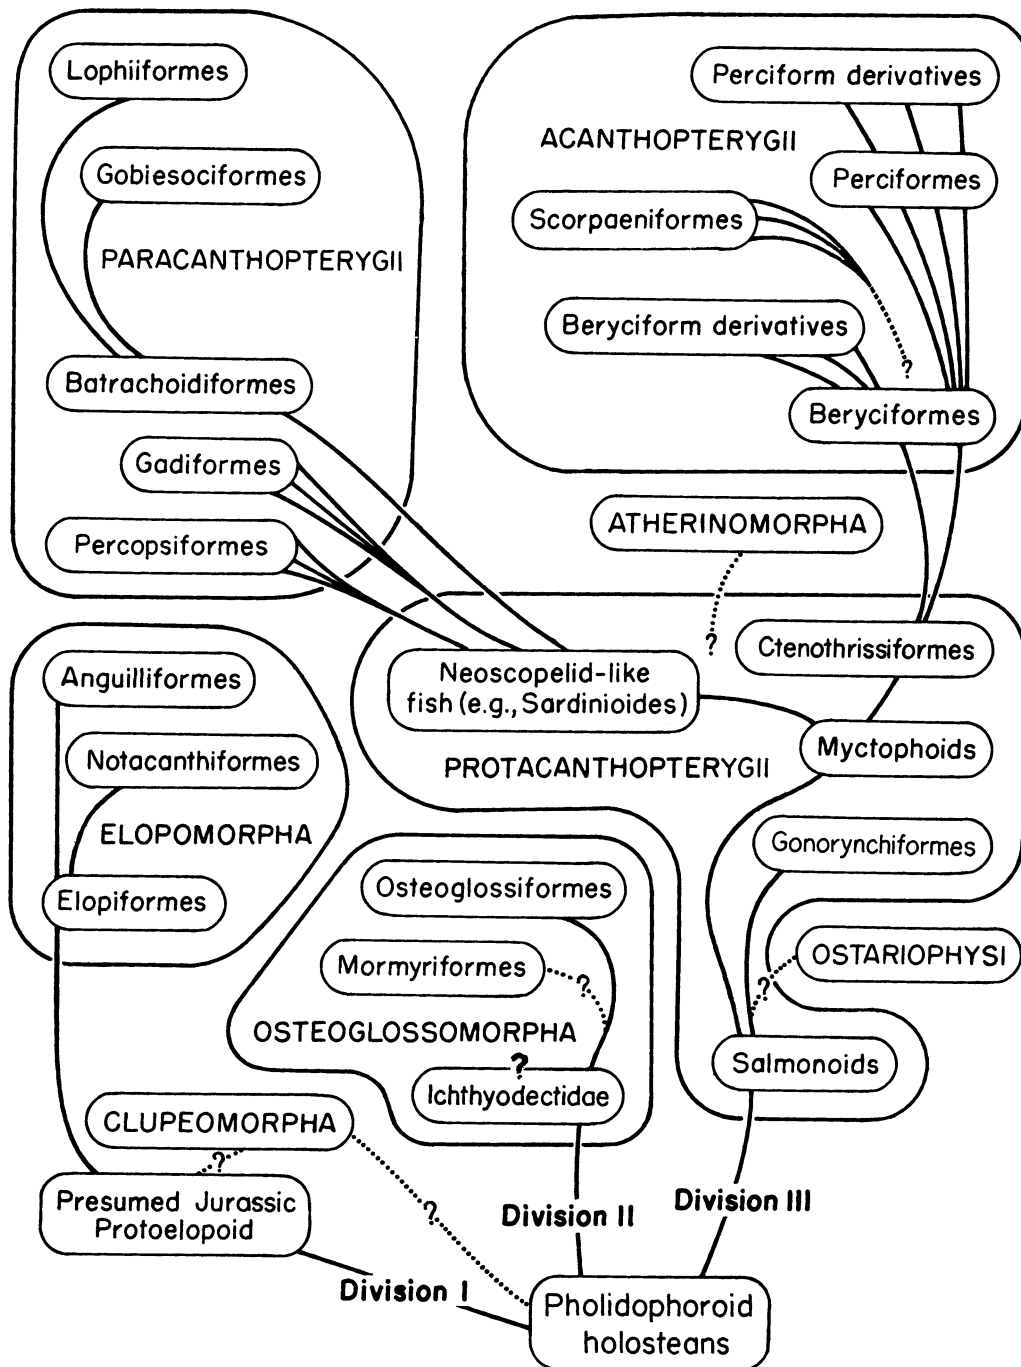 Lophiiformes
Perciform derivatives
ACANTHOPTERYGII
Gobiesociformes
Perciformes
Scorpaeniformes
PARACANTHOPTERYGII
Beryciform derivatives
?
Batrachoidiformes
Beryciformes
Gadiformes
ATHERINOMORPHA
Percopsiformes
?
Ctenothrissiformes
Anguilliformes
Neoscopelid-like
fish (e.g., Sardinioides)
Notacanthiformes
Myctophoids
PROTACANTHOPTERYGII
ELOPOMORPHA
Gonorynchiformes
Osteoglossiformes
Elopiformes
OSTARIOPHYSI
Mormyriformes
?
?
OSTEOGLOSSOMORPHA
?
Salmonoids
Ichthyodectidae
CLUPEOMORPHA
?
Presumed Jurassic
Protoelopoid
?
Division II
Division III
Division I
Pholidophoroid
holosteans